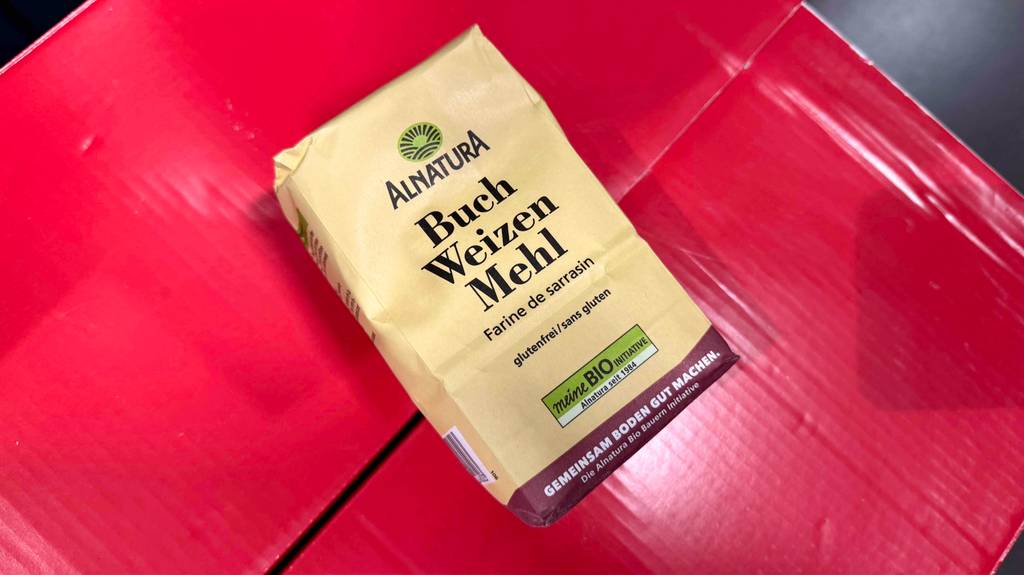 ALNATURA
Buch
Weizen
Mehl
Farine de sarrasin
glutenfrei/sans gluten
meine BIO INITIATIVE
Alnatura seit 1984
GEMEINSAM BODEN GUT MACHEN.
Die Alnatura Bio Bauern Initiative